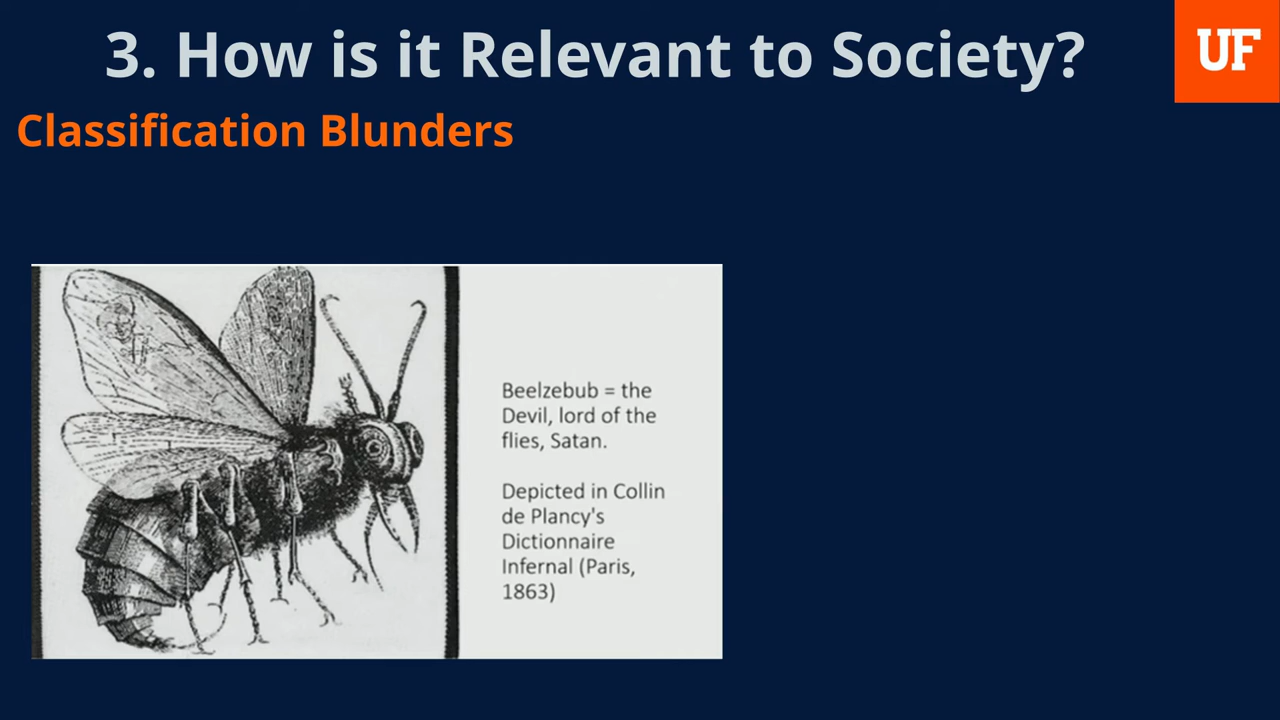 3. How is it Relevant to Society?
UF
Classification Blunders
Beelzebub = the
Devil, lord of the
flies, Satan.
Depicted in Collin
de Plancy's
Dictionnaire
Infernal (Paris,
1863)